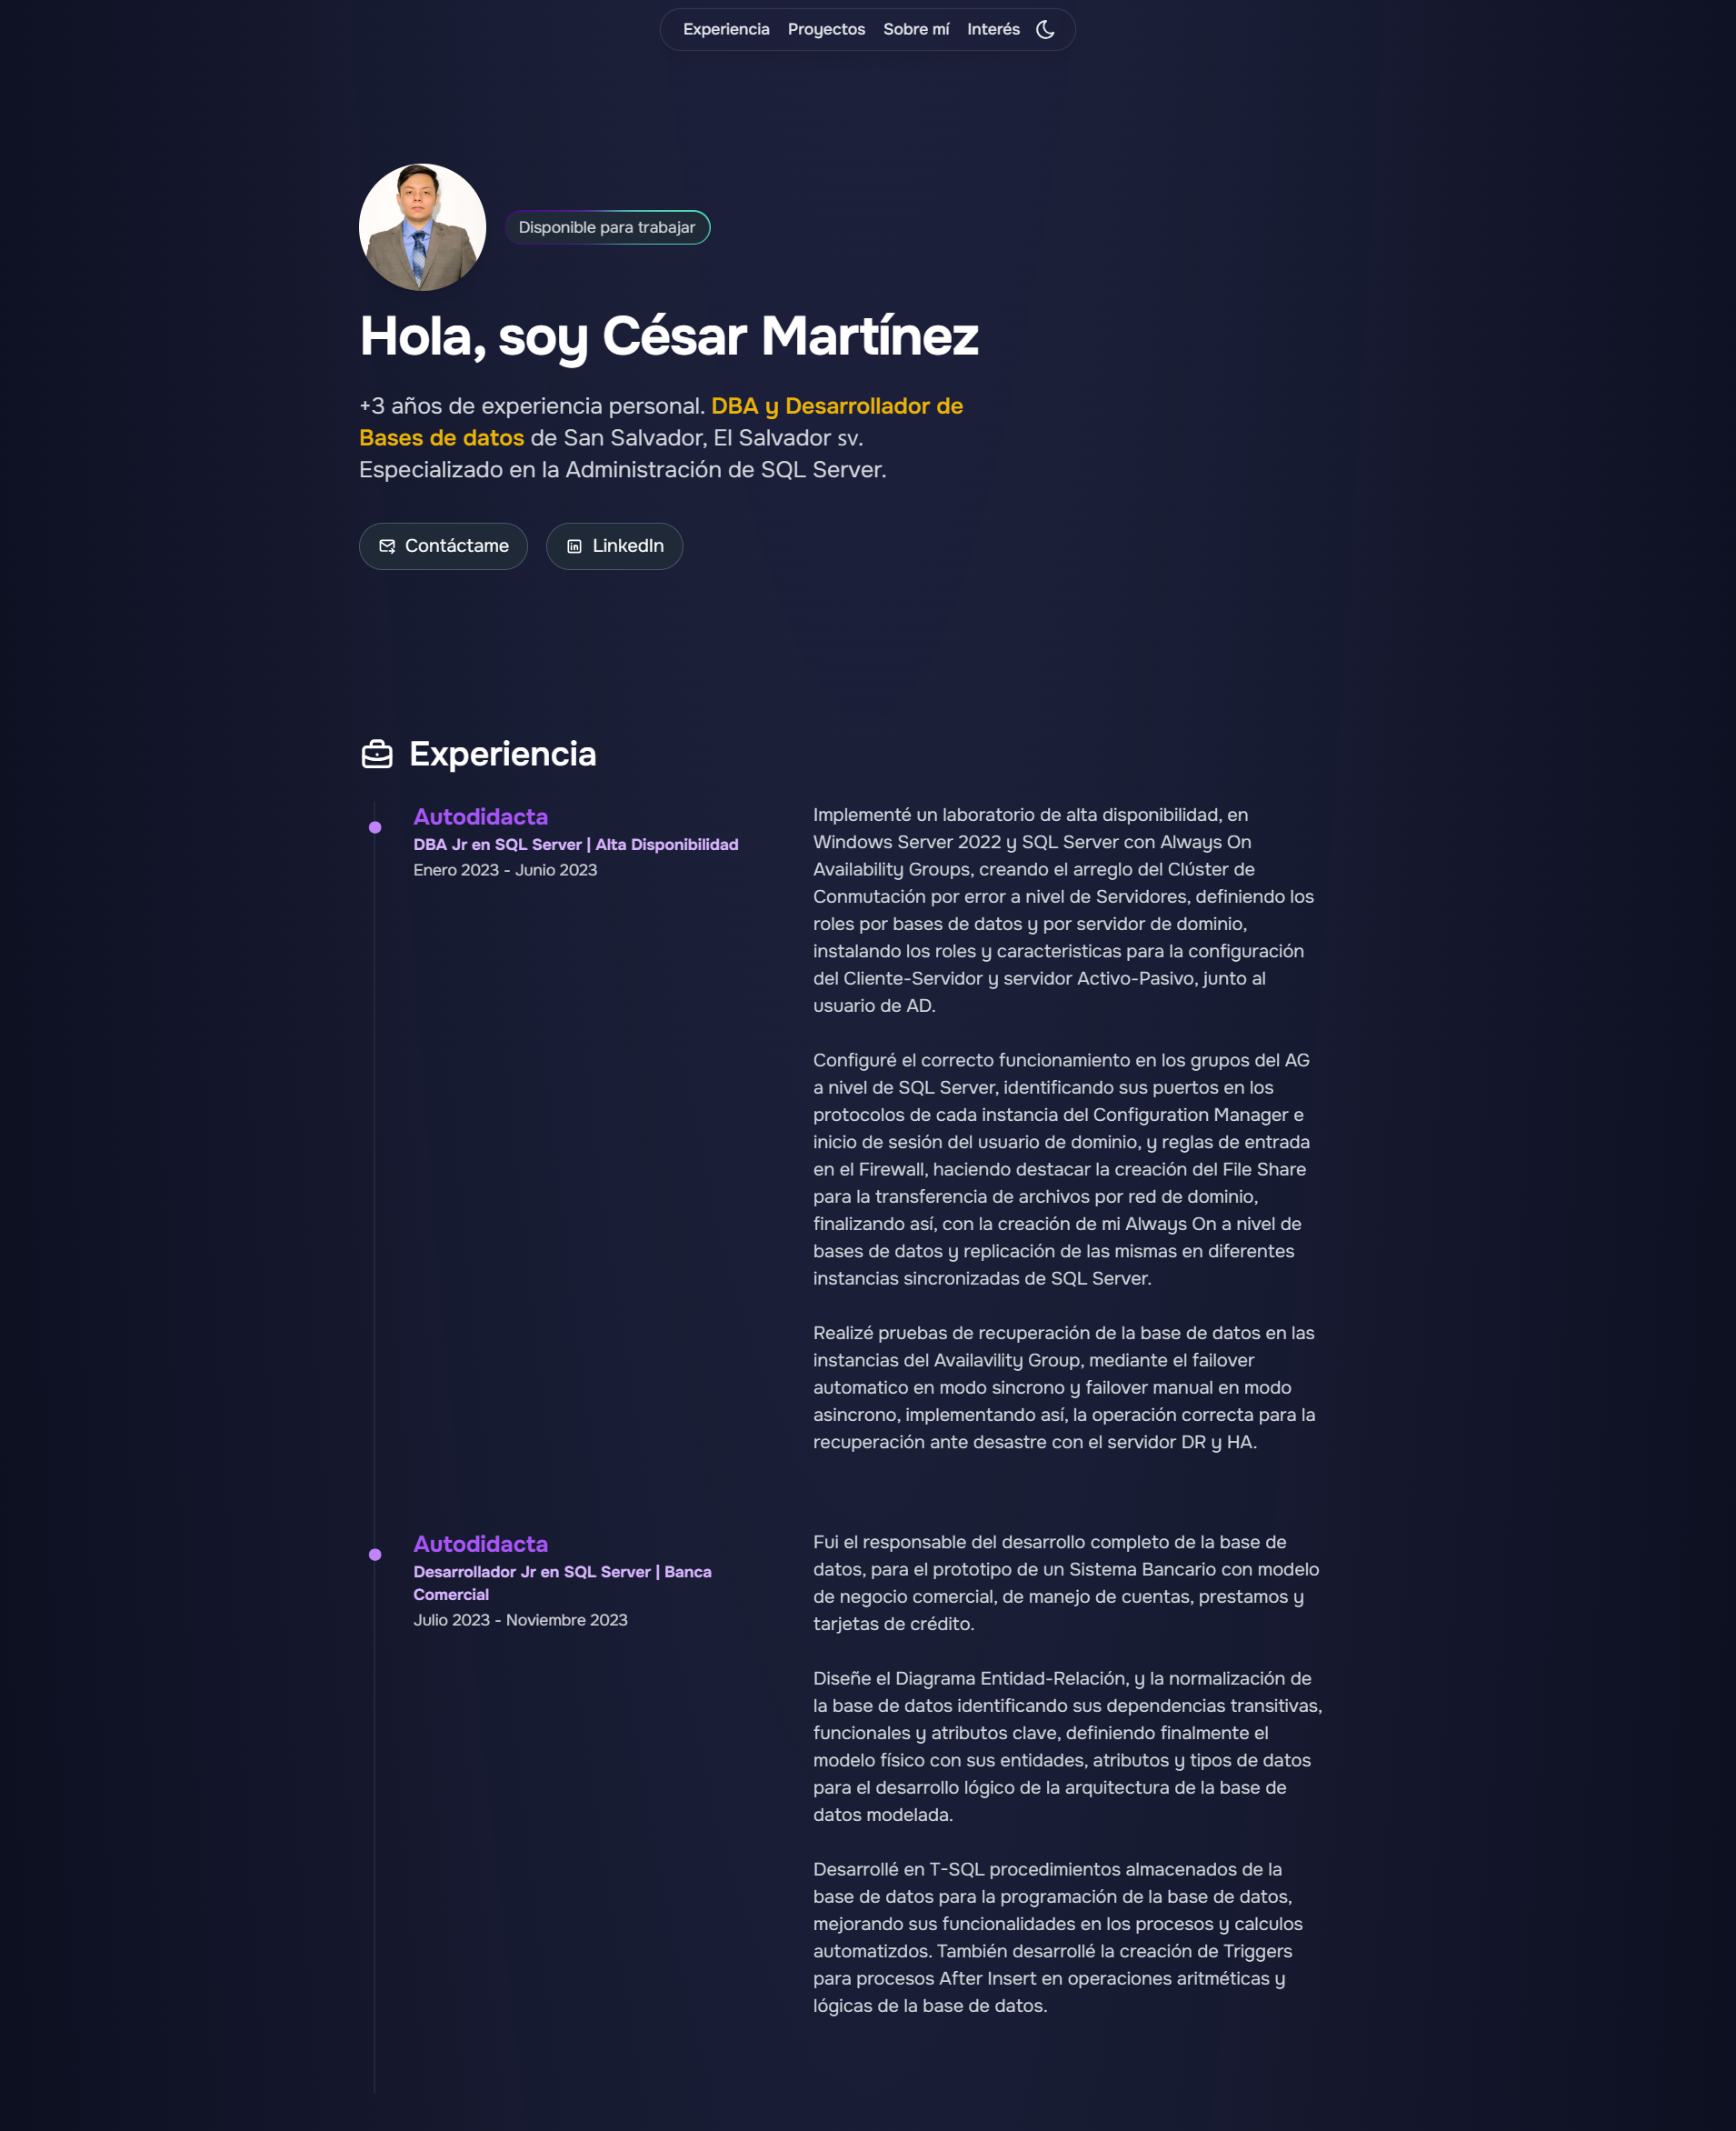 Experiencia Proyectos Sobre mí Interés
Disponible para trabajar
Hola, soy César Martínez
+3 años de experiencia personal. DBA y Desarrollador de
Bases de datos de San Salvador, El Salvador SV.
Especializado en la Administración de SQL Server.
Contáctame LinkedIn
Experiencia
Autodidacta
DBA Jr en SQL Server | Alta Disponibilidad
Enero 2023 - Junio 2023
Implementé un laboratorio de alta disponibilidad, en
Windows Server 2022 y SQL Server con Always On
Availability Groups, creando el arreglo del Clúster de
Conmutación por error a nivel de Servidores, definiendo los
roles por bases de datos y por servidor de dominio,
instalando los roles y caracteristicas para la configuración
del Cliente-Servidor y servidor Activo-Pasivo, junto al
usuario de AD.
Configuré el correcto funcionamiento en los grupos del AG
a nivel de SQL Server, identificando sus puertos en los
protocolos de cada instancia del Configuration Manager e
inicio de sesión del usuario de dominio, y reglas de entrada
en el Firewall, haciendo destacar la creación del File Share
para la transferencia de archivos por red de dominio,
finalizando así, con la creación de mi Always On a nivel de
bases de datos y replicación de las mismas en diferentes
instancias sincronizadas de SQL Server.
Realizé pruebas de recuperación de la base de datos en las
instancias del Availavility Group, mediante el failover
automatico en modo sincrono y failover manual en modo
asincrono, implementando así, la operación correcta para la
recuperación ante desastre con el servidor DR y HA.
Autodidacta
Desarrollador Jr en SQL Server | Banca
Comercial
Julio 2023 - Noviembre 2023
Fui el responsable del desarrollo completo de la base de
datos, para el prototipo de un Sistema Bancario con modelo
de negocio comercial, de manejo de cuentas, prestamos y
tarjetas de crédito.
Diseñe el Diagrama Entidad-Relación, y la normalización de
la base de datos identificando sus dependencias transitivas,
funcionales y atributos clave, definiendo finalmente el
modelo físico con sus entidades, atributos y tipos de datos
para el desarrollo lógico de la arquitectura de la base de
datos modelada.
Desarrollé en T-SQL procedimientos almacenados de la
base de datos para la programación de la base de datos,
mejorando sus funcionalidades en los procesos y calculos
automatizdos. También desarrollé la creación de Triggers
para procesos After Insert en operaciones aritméticas y
lógicas de la base de datos.